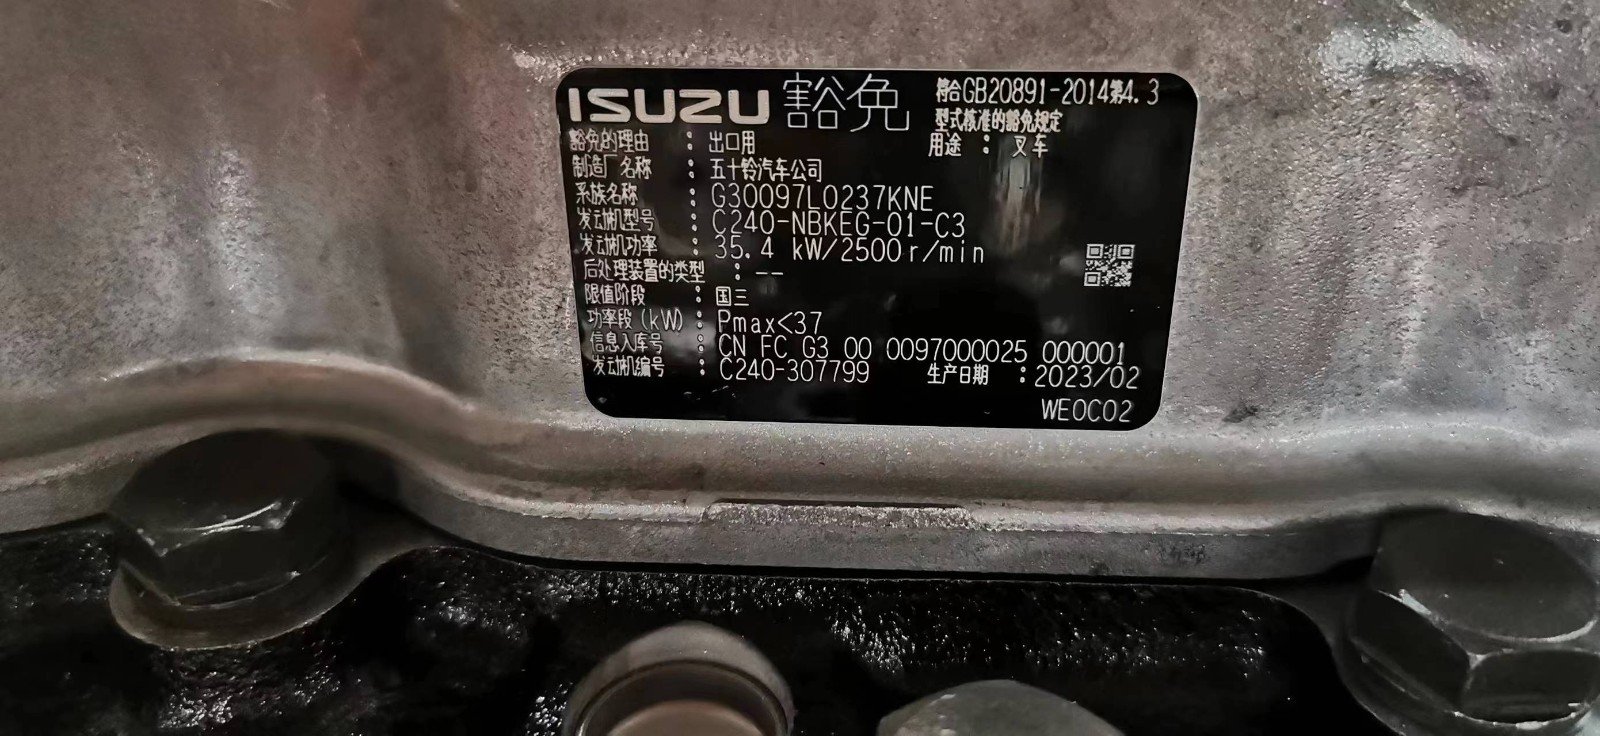 ISUZU 豁免 符合GB20891-2014第4.3
型式核准的豁免规定
豁免的理由 : 出口用 用途 : 叉车
制造厂名称 : 五十铃汽车公司
系族名称 : G30097L0237KNE
发动机型号 : C240-NBKEG-01-C3
发动机功率 : 35.4 kW/2500r/min
后处理装置的类型 : --
限值阶段 : 国三
功率段(kW) : Pmax<37
信息入库号 : CN FC G3 00 0097000025 000001
发动机编号 : C240-307799 生产日期 : 2023/02
WE0C02